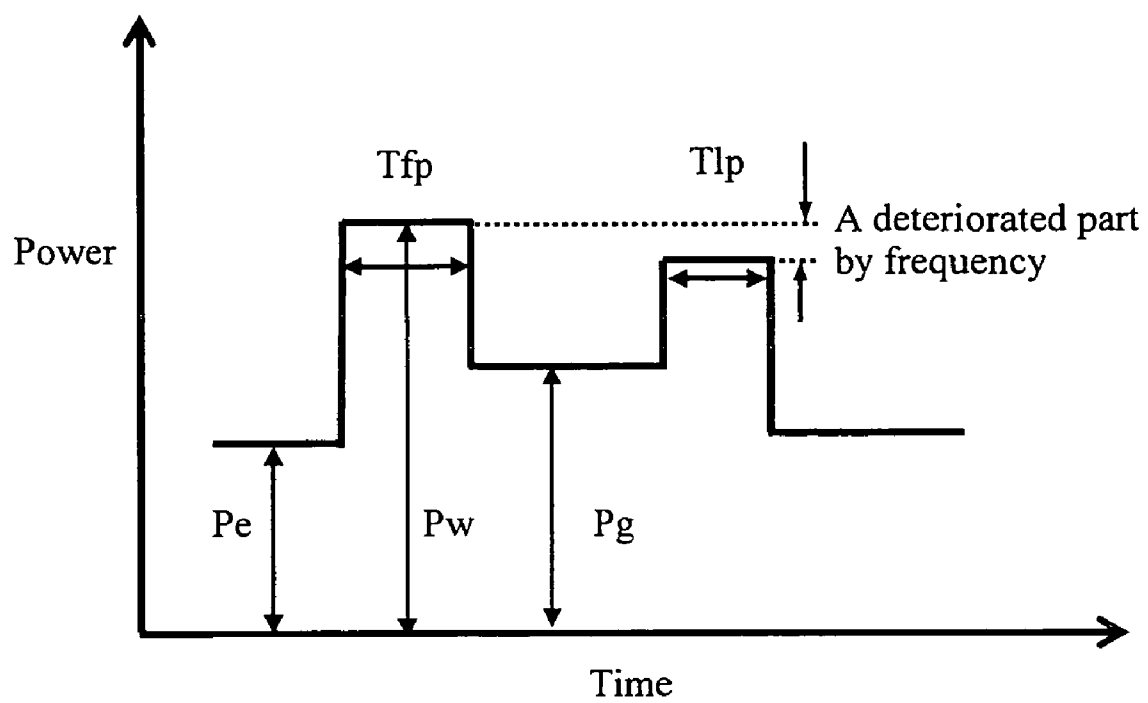 Tfp
Tlp
Power
A deteriorated part
by frequency
Pe
Pw
Pg
Time